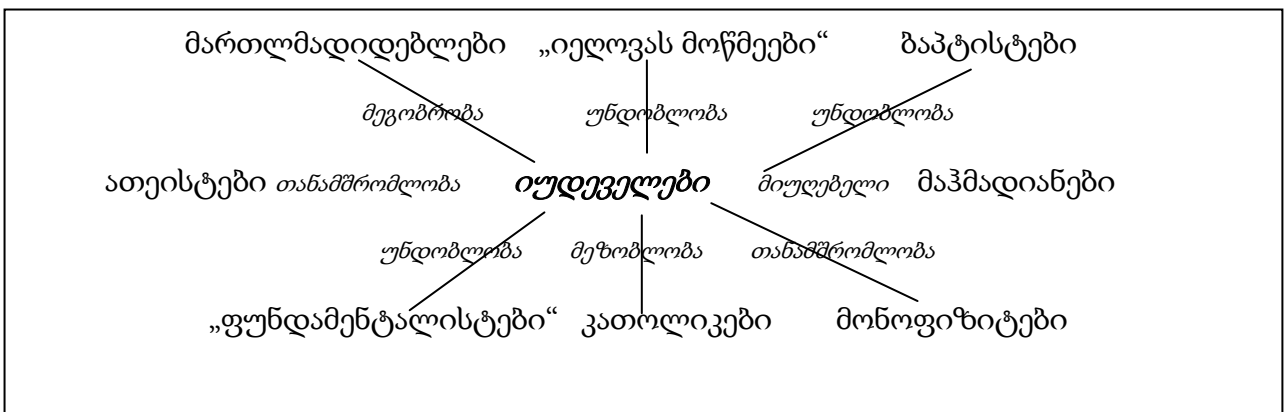 მართლმადიდებლები „იეღოვას მოწმეები“ ბაპტისტები
მეგობრობა უნდობლობა უნდობლობა
ათეისტები თანამშრომლობა იუდეველები მიუღებელი მაჰმადიანები
უნდობლობა მეზობლობა თანამშრომლობა
„ფუნდამენტალისტები“ კათოლიკები მონოფიზიტები